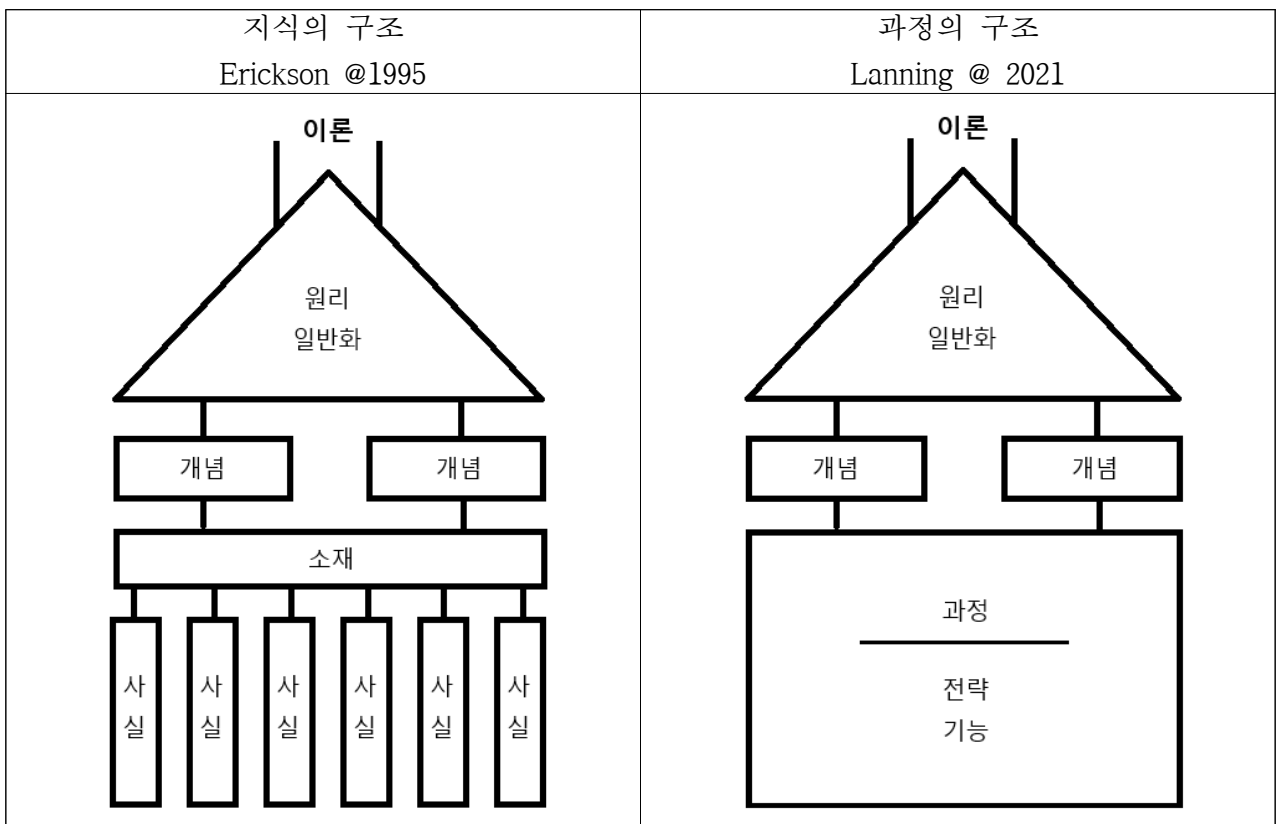 지식의 구조
Erickson @1995
과정의 구조
Lanning @ 2021
이론
원리
일반화
개념 개념
소재
사 사 사 사 사 사
실 실 실 실 실 실
이론
원리
일반화
개념 개념
과정
전략
기능